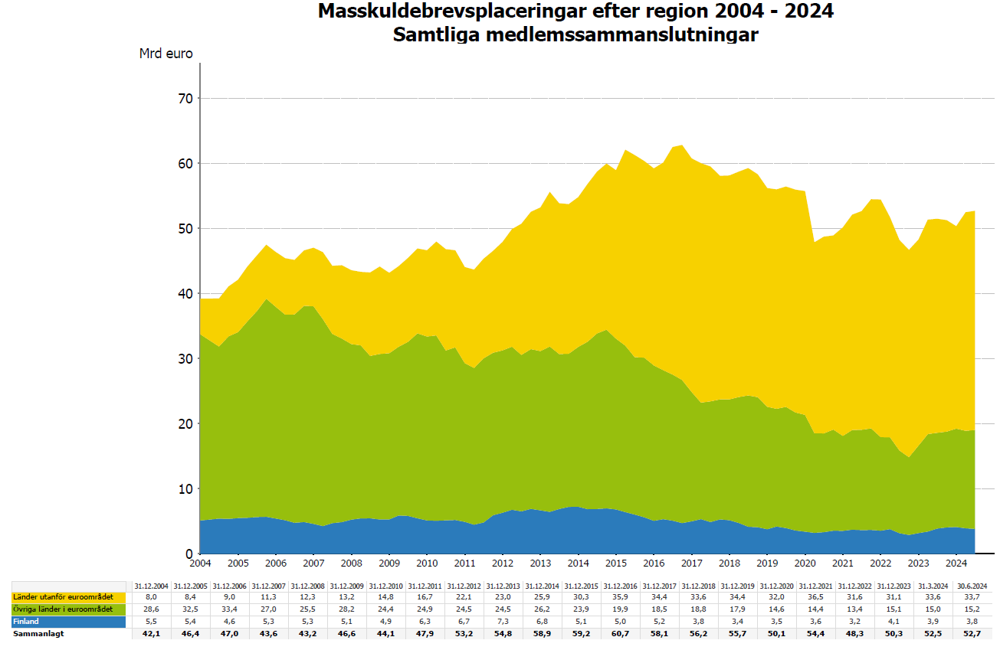 Masskuldebrevsplaceringar efter region 2004 - 2024
Samtliga medlemssammanslutningar
Mrd euro
70
60
50
40
30
20
10
0
2004 2005 2006 2007 2008 2009 2010 2011 2012 2013 2014 2015 2016 2017 2018 2019 2020 2021 2022 2023 2024
31.12.2004 31.12.2005 31.12.2006 31.12.2007 31.12.2008 31.12.2009 31.12.2010 31.12.2011 31.12.2012 31.12.2013 31.12.2014 31.12.2015 31.12.2016 31.12.2017 31.12.2018 31.12.2019 31.12.2020 31.12.2021 31.12.2022 31.12.2023 31.3.2024 30.6.2024
Länder utanför euroområdet 8,0 8,4 9,0 11,3 12,3 13,2 14,8 16,7 22,1 23,0 25,9 30,3 35,9 34,4 33,6 34,4 32,0 36,5 31,6 31,1 33,6 33,7
Övriga länder i euroområdet 28,6 32,5 33,4 27,0 25,5 28,2 24,4 24,9 24,5 24,5 26,2 23,9 19,9 18,5 18,8 17,9 14,6 14,4 13,4 15,1 15,0 15,2
Finland 5,5 5,4 4,6 5,3 5,3 5,1 4,9 6,3 6,7 7,3 6,8 5,1 5,0 5,2 3,8 3,4 3,5 3,6 3,2 4,1 3,9 3,8
Sammanlagt 42,1 46,4 47,0 43,6 43,2 46,6 44,1 47,9 53,2 54,8 58,9 59,2 60,7 58,1 56,2 55,7 50,1 54,4 48,3 50,3 52,5 52,7